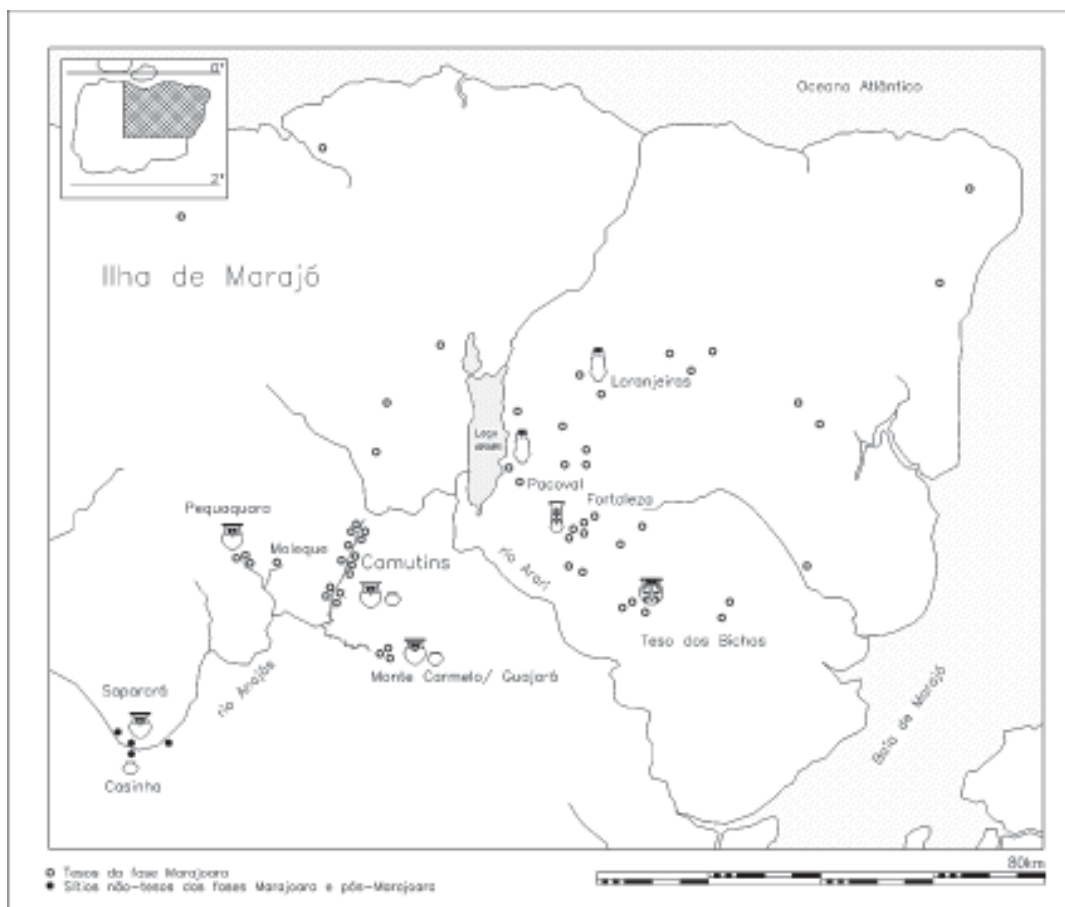 0°
2°
Oceano Atlântico
Ilha de Marajó
Laranjeiras
Lago
Pacoval
Fortaleza
Pequaquara
Maleque
Camutins
rio Arari
Teso dos Bichos
Monte Carmelo/ Guajará
rio Anajás
Saparará
Casinha
Baía de Marajó
80km
Tesos da fase Marajoara
Sítios não-tesos das fases Marajoara e pós-Marajoara